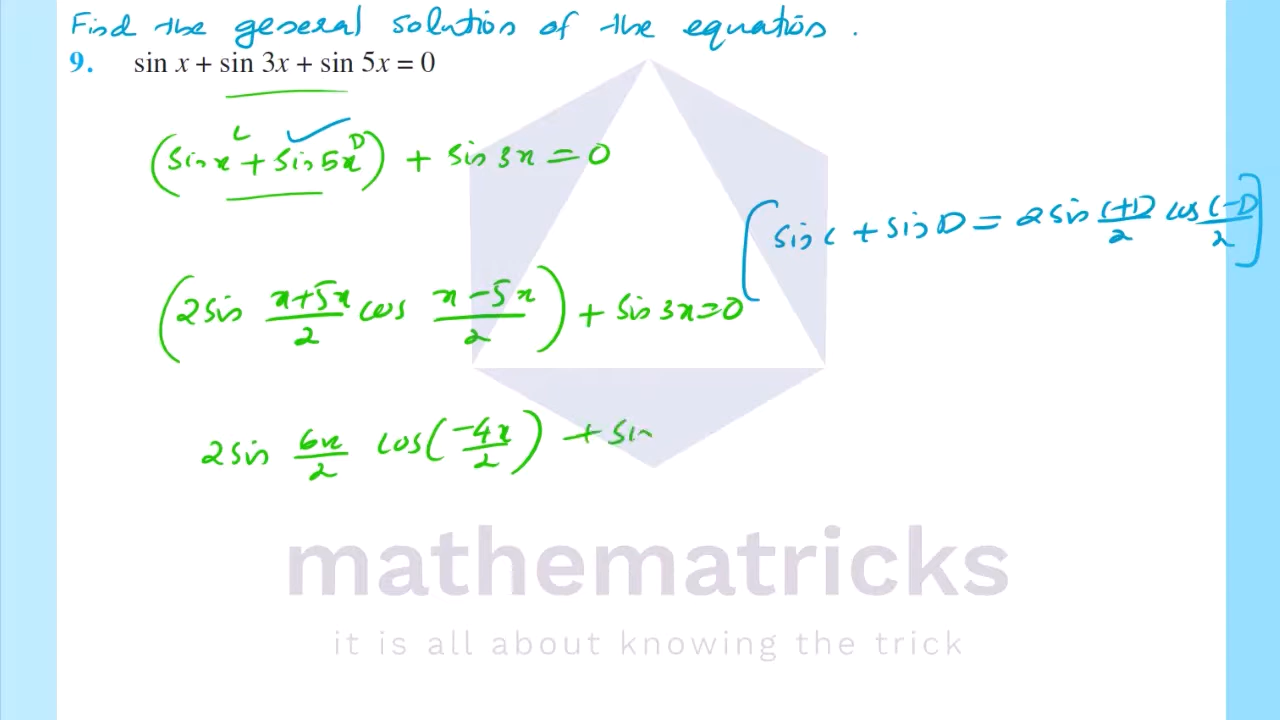 Find the general solution of the equation .
9. sin x + sin 3x + sin 5x = 0
C D
(sin x + sin 5x) + sin 3x = 0
[sin C + sin D = 2 sin (C+D)/2 cos (C-D)/2]
(2 sin (x+5x)/2 cos (x-5x)/2) + sin 3x = 0
2 sin 6x/2 cos(-4x/2) + sin
mathematricks
it is all about knowing the trick